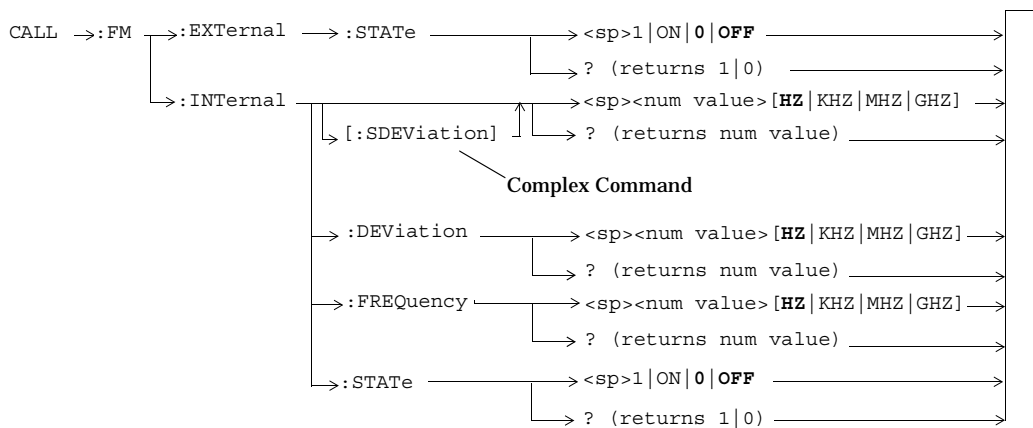 CALL :FM :EXTernal :STATe <sp>1|ON|0|OFF
? (returns 1|0)
:INTernal <sp><num value>[HZ|KHZ|MHZ|GHZ]
[:SDEViation] ? (returns num value)
Complex Command
:DEViation <sp><num value>[HZ|KHZ|MHZ|GHZ]
? (returns num value)
:FREQuency <sp><num value>[HZ|KHZ|MHZ|GHZ]
? (returns num value)
:STATe <sp>1|ON|0|OFF
? (returns 1|0)